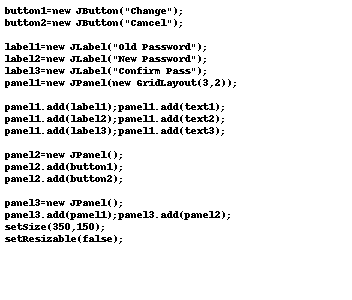 button1=new JButton("Change");
button2=new JButton("Camcel");
label1=new JLabel("Old Password");
label2=new JLabel("New Password");
label3=new JLabel("Confirm Pass");
panel1=new JPanel(new GridLayout(3,2));
panel1.add(label1);panel1.add(text1);
panel1.add(label2);panel1.add(text2);
panel1.add(label3);panel1.add(text3);
panel2=new JPanel();
panel2.add(button1);
panel2.add(button2);
panel3=new JPanel();
panel3.add(panel1);panel3.add(panel2);
setSize(350,150);
setResizable(false);